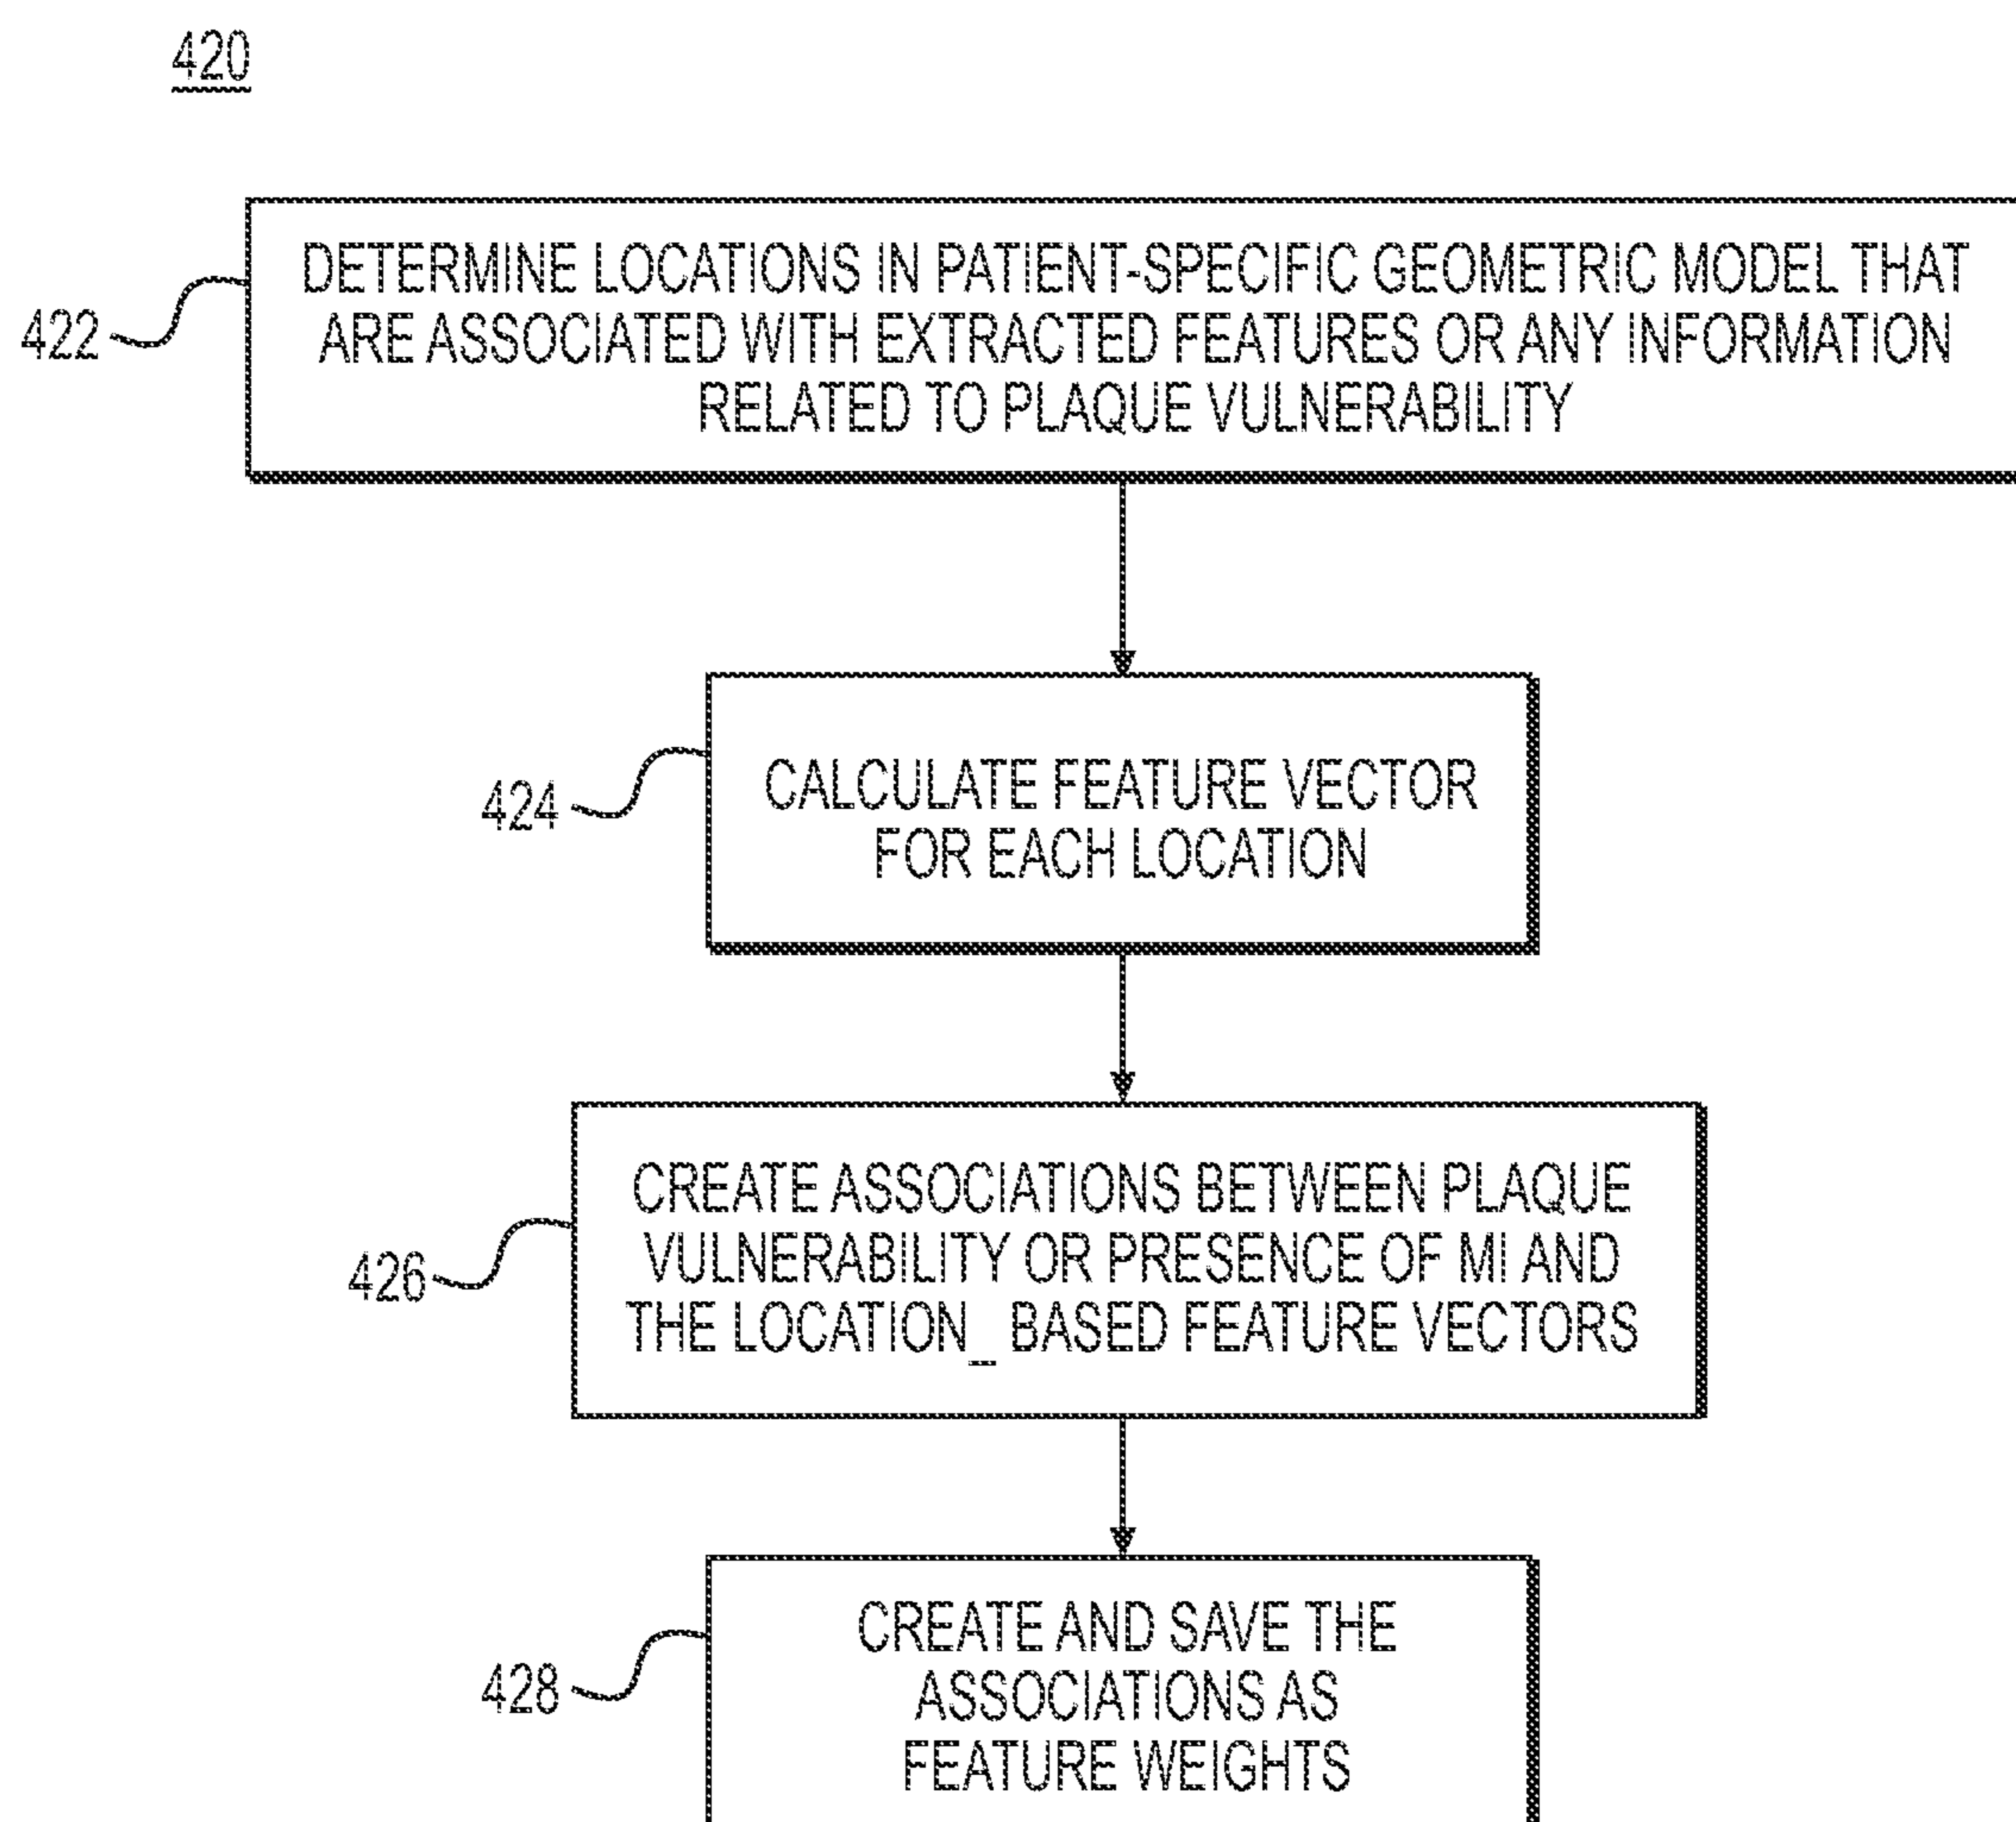 420
422
DETERMINE LOCATIONS IN PATIENT-SPECIFIC GEOMETRIC MODEL THAT
ARE ASSOCIATED WITH EXTRACTED FEATURES OR ANY INFORMATION
RELATED TO PLAQUE VULNERABILITY
424
CALCULATE FEATURE VECTOR
FOR EACH LOCATION
426
CREATE ASSOCIATIONS BETWEEN PLAQUE
VULNERABILITY OR PRESENCE OF MI AND
THE LOCATION_ BASED FEATURE VECTORS
428
CREATE AND SAVE THE
ASSOCIATIONS AS
FEATURE WEIGHTS